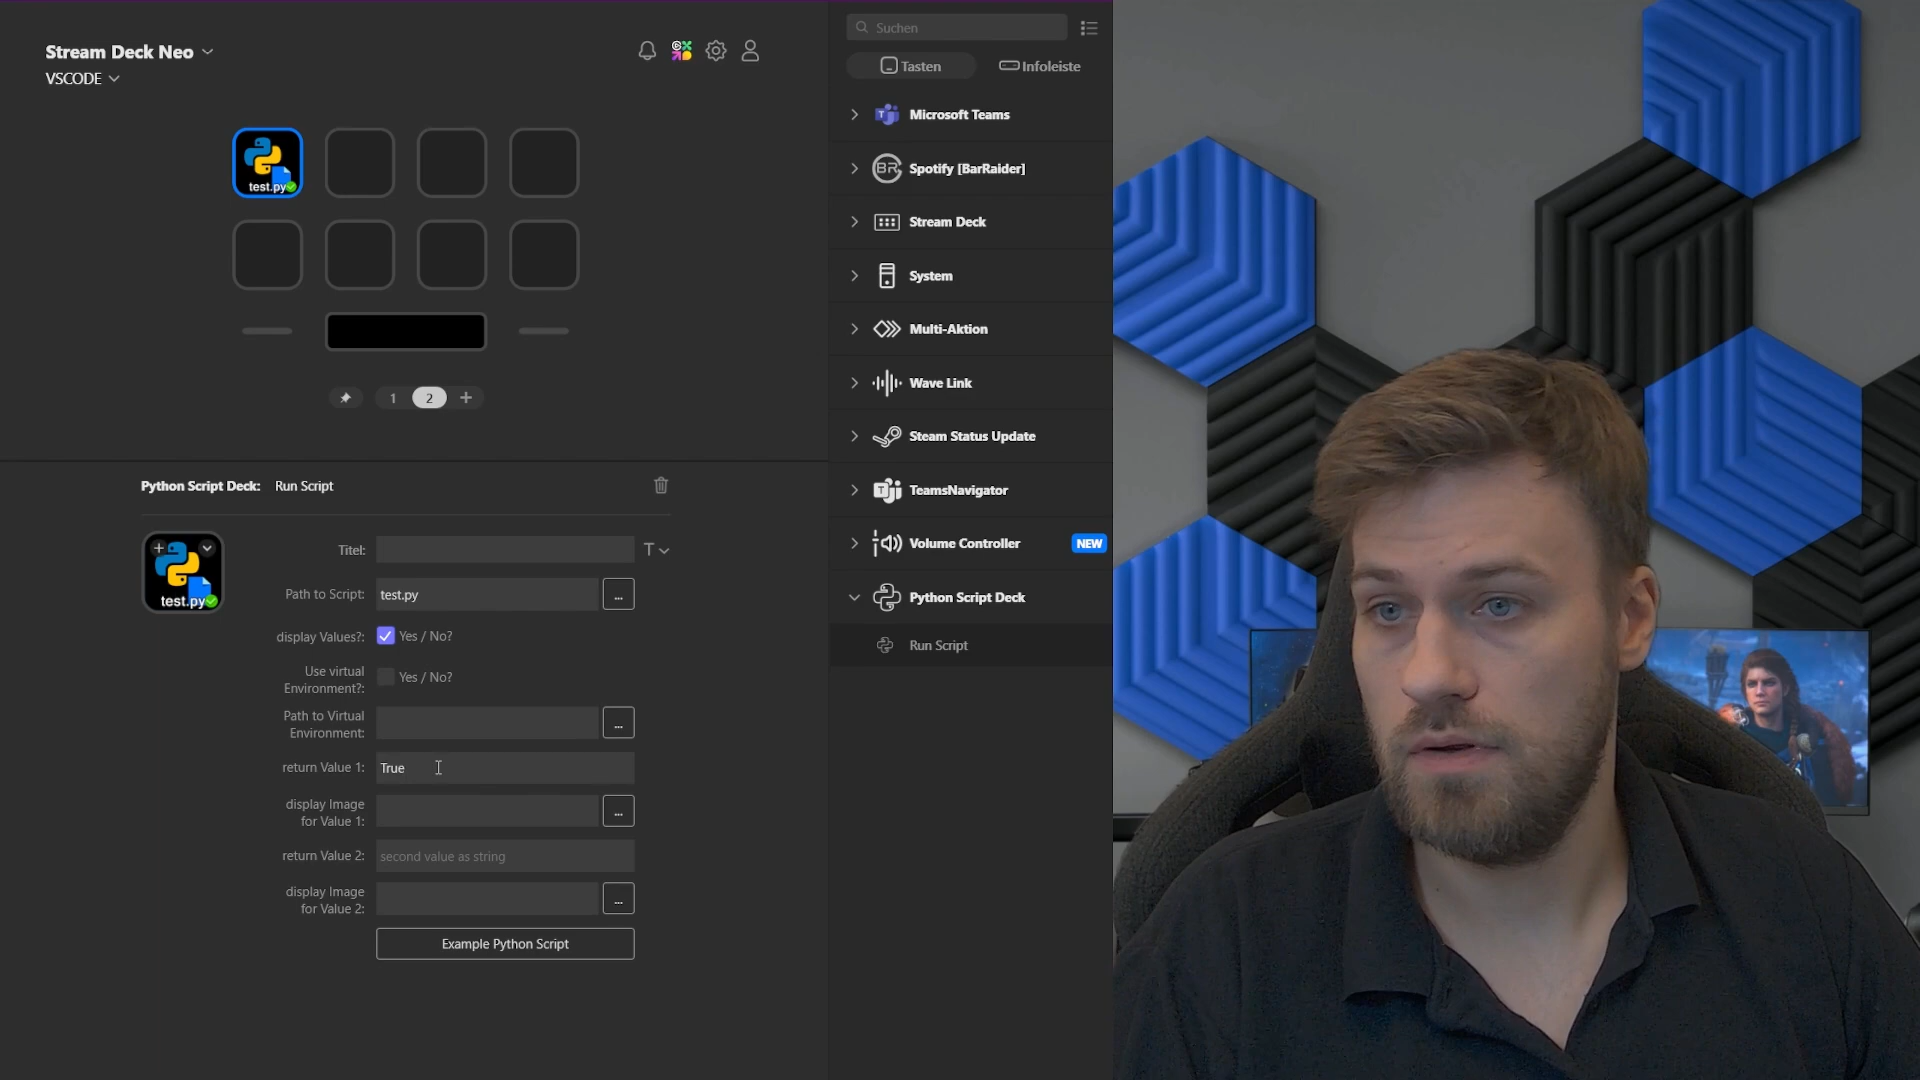 Stream Deck Neo
VSCODE
test.py
1
2
+
Python Script Deck: Run Script
test.py
Titel:
T
Path to Script: test.py ...
display Values?: Yes / No?
Use virtual
Environment?: Yes / No?
Path to Virtual
Environment: ...
return Value 1: True
display Image
for Value 1: ...
return Value 2: second value as string
display Image
for Value 2: ...
Example Python Script
Suchen
Tasten
Infoleiste
Microsoft Teams
BR Spotify [BarRaider]
Stream Deck
System
Multi-Aktion
Wave Link
Steam Status Update
TeamsNavigator
Volume Controller NEW
Python Script Deck
Run Script